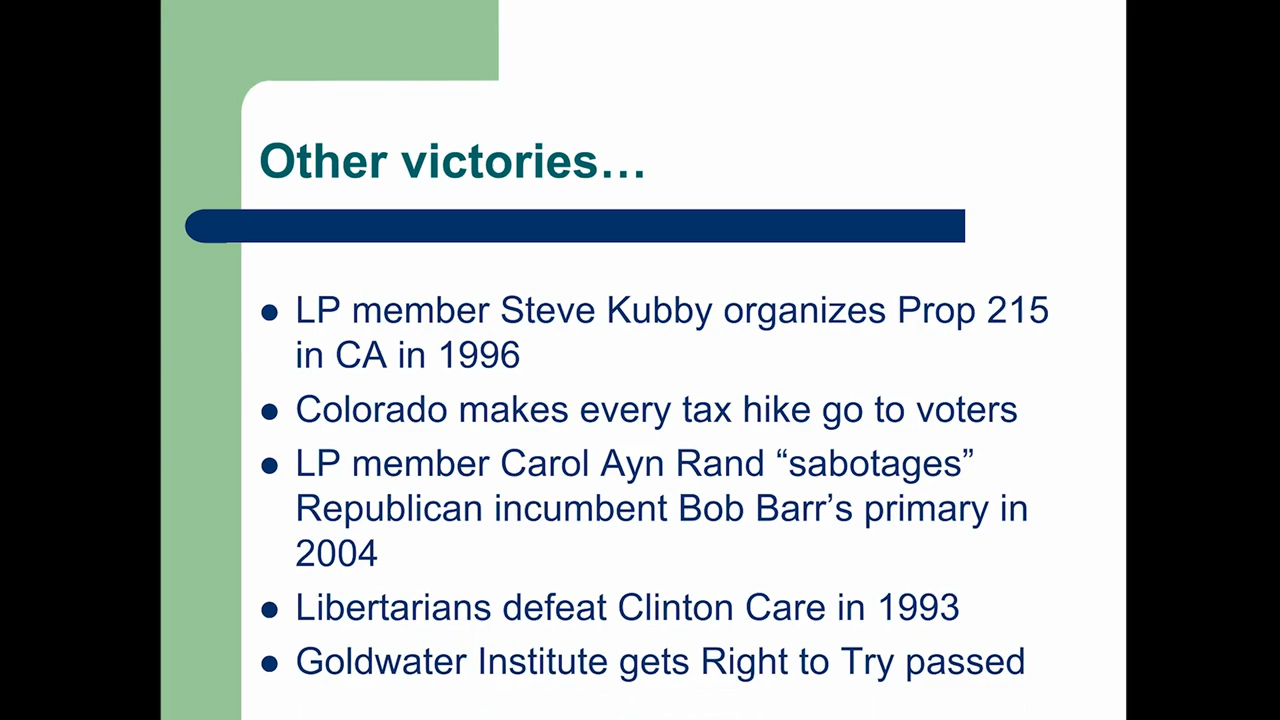 Other victories…
● LP member Steve Kubby organizes Prop 215
in CA in 1996
● Colorado makes every tax hike go to voters
● LP member Carol Ayn Rand “sabotages”
Republican incumbent Bob Barr’s primary in
2004
● Libertarians defeat Clinton Care in 1993
● Goldwater Institute gets Right to Try passed